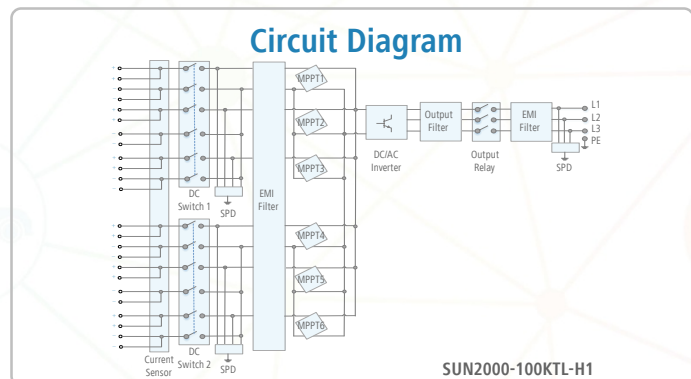 Circuit Diagram
MPPT1
MPPT2
MPPT3
MPPT4
MPPT5
MPPT6
DC
Switch 1
SPD
EMI
Filter
Current
Sensor
DC
Switch 2
SPD
DC/AC
Inverter
Output
Filter
Output
Relay
EMI
Filter
SPD
L1
L2
L3
PE
SUN2000-100KTL-H1